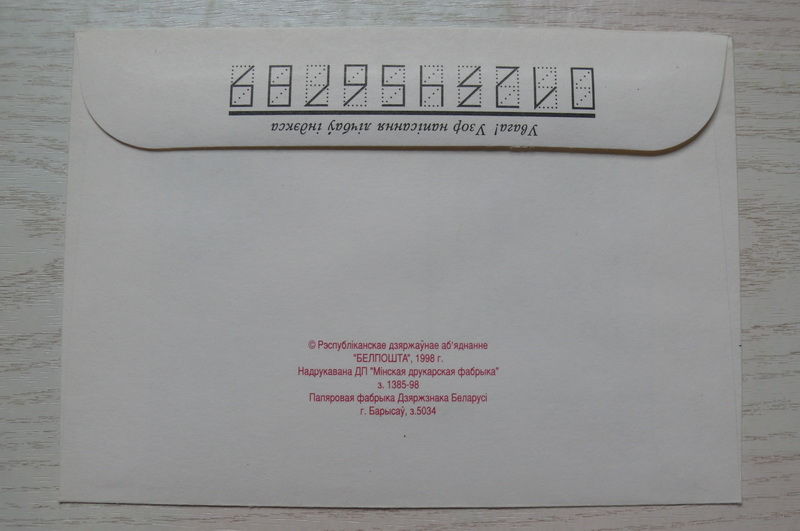 0123456789
Увага! Узор напісання лічбаў індэкса
© Рэспубліканскае дзяржаўнае аб'яднанне
"БЕЛПОШТА", 1998 г.
Надрукавана ДП "Мінская друкарская фабрыка"
з. 1385-98
Папяровая фабрыка Дзяржзнака Беларусі
г. Барысаў, з.5034